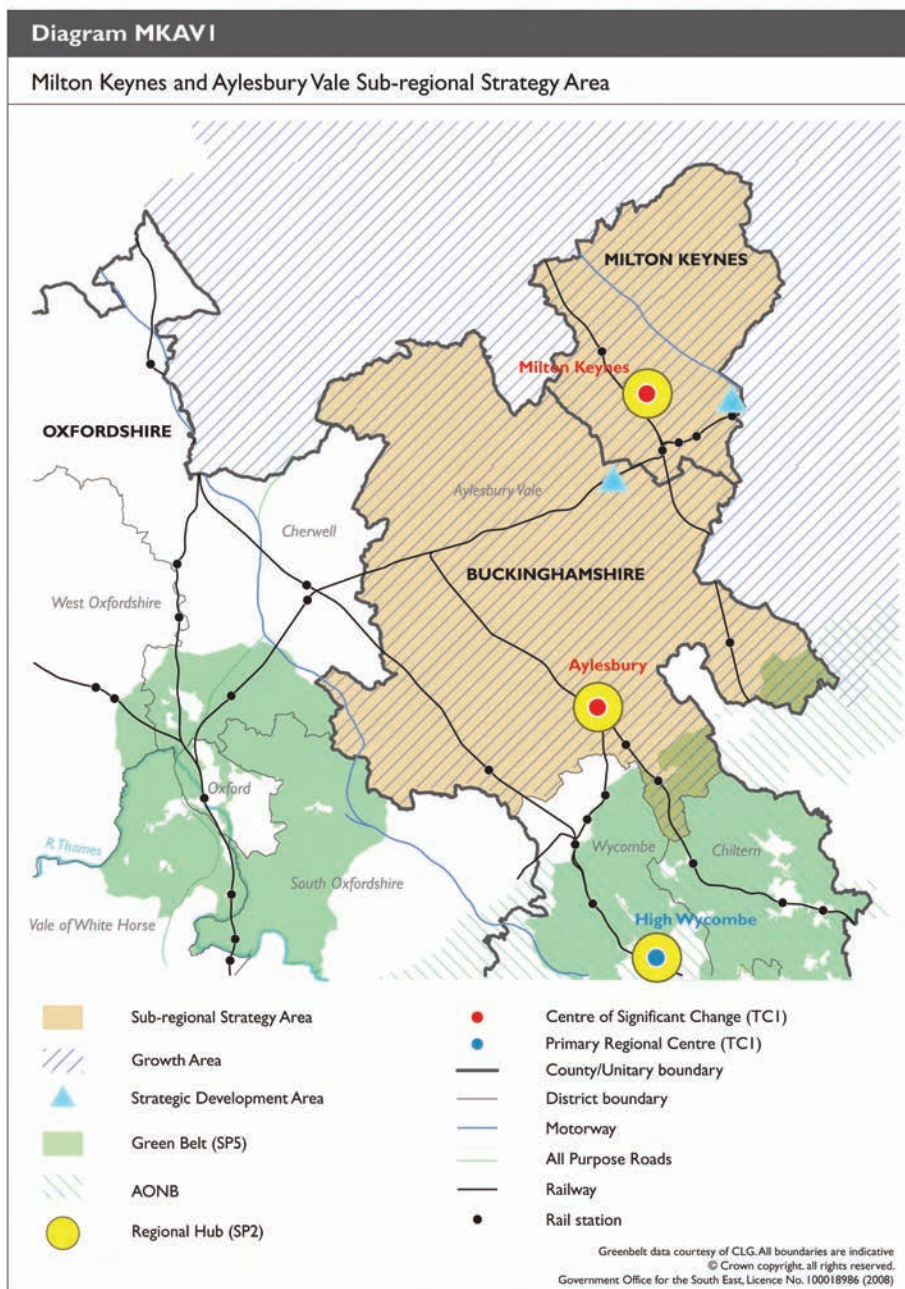 Diagram MKAV1
Milton Keynes and Aylesbury Vale Sub-regional Strategy Area
MILTON KEYNES
Milton Keynes
OXFORDSHIRE
Aylesbury Vale
Cherwell
BUCKINGHAMSHIRE
West Oxfordshire
Aylesbury
Oxford
R.Thames
Wycombe
Chiltern
South Oxfordshire
Vale of White Horse
High Wycombe
Sub-regional Strategy Area
Growth Area
Strategic Development Area
Green Belt (SP5)
AONB
Regional Hub (SP2)
Centre of Significant Change (TC1)
Primary Regional Centre (TC1)
County/Unitary boundary
District boundary
Motorway
All Purpose Roads
Railway
Rail station
Greenbelt data courtesy of CLG. All boundaries are indicative
© Crown copyright. all rights reserved.
Government Office for the South East, Licence No. 100018986 (2008)